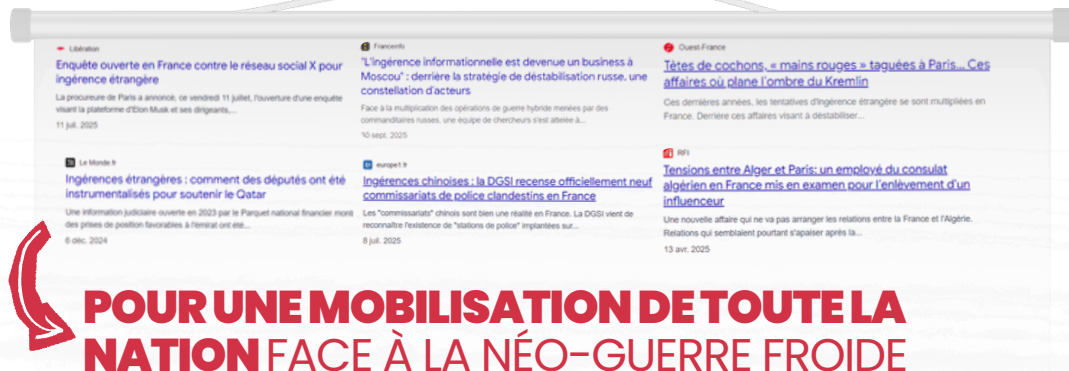 Libération
Enquête ouverte en France contre le réseau social X pour
ingérence étrangère
La procureure de Paris a annoncé, ce vendredi 11 juillet, l'ouverture d'une enquête
visant la plateforme d'Elon Musk et ses dirigeants,...
11 juil. 2025
Franceinfo
"L'ingérence informationnelle est devenue un business à
Moscou" : derrière la stratégie de déstabilisation russe, une
constellation d'acteurs
Face à la multiplication des opérations de guerre hybride menées par des
commanditaires russes, une équipe de chercheurs s'est attelée à...
10 sept. 2025
Ouest-France
Têtes de cochons, « mains rouges » taguées à Paris... Ces
affaires où plane l'ombre du Kremlin
Ces dernières années, les tentatives d'ingérence étrangère se sont multipliées en
France. Derrière ces affaires visant à déstabiliser...
Le Monde.fr
Ingérences étrangères : comment des députés ont été
instrumentalisés pour soutenir le Qatar
Une information judiciaire ouverte en 2023 par le Parquet national financier mont
des prises de position favorables à l'émirat ont été...
6 déc. 2024
europe1.fr
Ingérences chinoises : la DGSI recense officiellement neuf
commissariats de police clandestins en France
Les "commissariats" chinois sont bien une réalité en France. La DGSI vient de
reconnaître l'existence de "stations de police" implantées sur...
8 juil. 2025
RFI
Tensions entre Alger et Paris: un employé du consulat
algérien en France mis en examen pour l'enlèvement d'un
influenceur
Une nouvelle affaire qui ne va pas arranger les relations entre la France et l'Algérie.
Relations qui semblaient pourtant s'apaiser après la...
13 avr. 2025
POUR UNE MOBILISATION DE TOUTE LA
NATION FACE À LA NÉO-GUERRE FROIDE